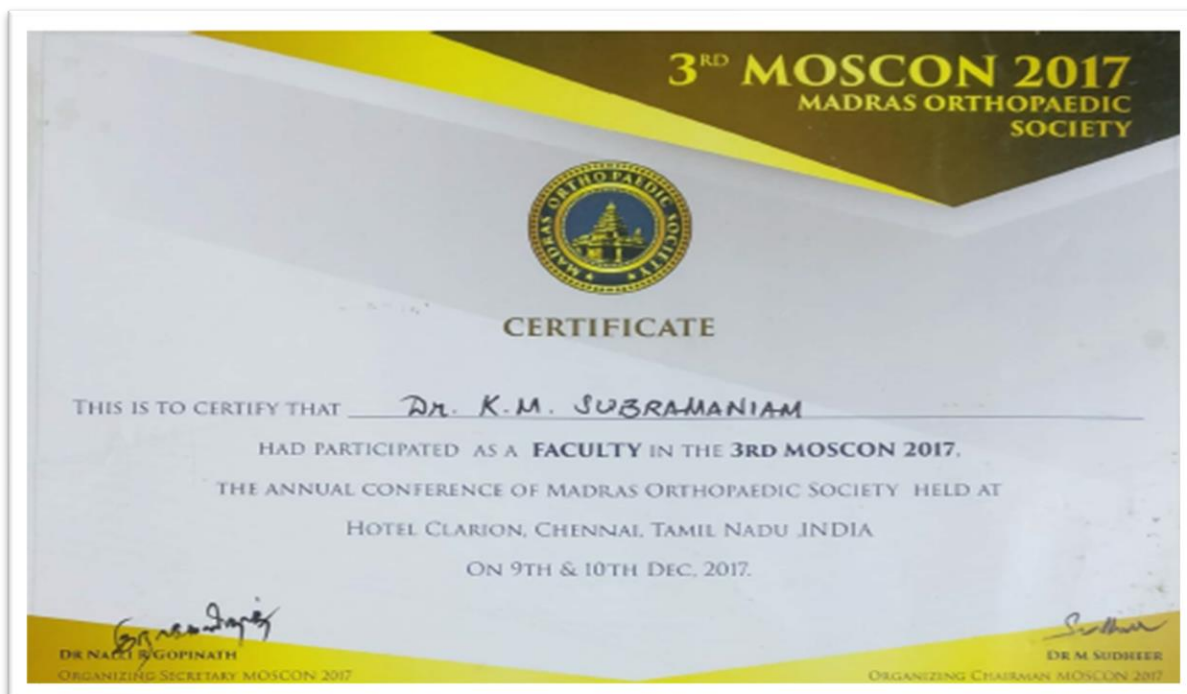 3RD MOSCON 2017
MADRAS ORTHOPAEDIC
SOCIETY
MADRAS ORTHOPAEDIC SOCIETY
CERTIFICATE
THIS IS TO CERTIFY THAT Dr. K.M. SUBRAMANIAM
HAD PARTICIPATED AS A FACULTY IN THE 3RD MOSCON 2017,
THE ANNUAL CONFERENCE OF MADRAS ORTHOPAEDIC SOCIETY HELD AT
HOTEL CLARION, CHENNAI, TAMIL NADU ,INDIA
ON 9TH & 10TH DEC, 2017.
Sudheer
DR NALLI R GOPINATH
DR M SUDHEER
ORGANIZING SECRETARY MOSCON 2017
ORGANIZING CHAIRMAN MOSCON 2017